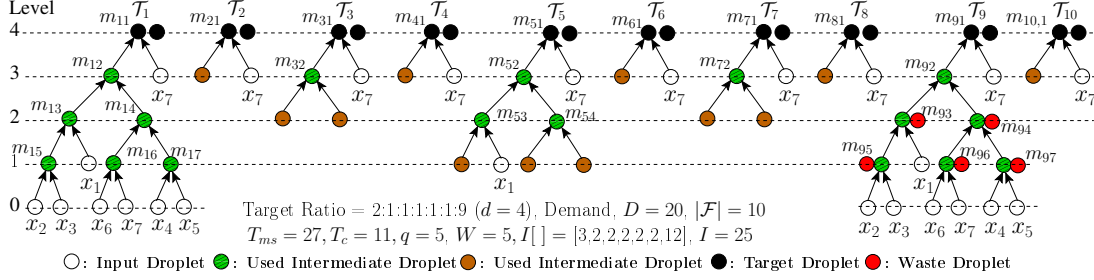 Level m₁₁ 𝒯₁ m₂₁ 𝒯₂ m₃₁ 𝒯₃ m₄₁ 𝒯₄ m₅₁ 𝒯₅ m₆₁ 𝒯₆ m₇₁ 𝒯₇ m₈₁ 𝒯₈ m₉₁ 𝒯₉ m₁₀,₁ 𝒯₁₀
4
3 m₁₂ x₇ x₇ m₃₂ x₇ x₇ m₅₂ x₇ x₇ m₇₂ x₇ x₇ m₉₂ x₇ x₇
2 m₁₃ m₁₄ m₅₃ m₅₄ m₉₃ m₉₄
1 m₁₅ x₁ m₁₆ m₁₇ x₁ m₉₅ x₁ m₉₆ m₉₇
0 x₂ x₃ x₆ x₇ x₄ x₅ x₂ x₃ x₆ x₇ x₄ x₅
Target Ratio = 2:1:1:1:1:1:9 (d = 4), Demand, D = 20, |ℱ| = 10
Tₘₛ = 27, T_c = 11, q = 5, W = 5, I[ ] = [3,2,2,2,2,2,12], I = 25
: Input Droplet : Used Intermediate Droplet : Used Intermediate Droplet : Target Droplet : Waste Droplet